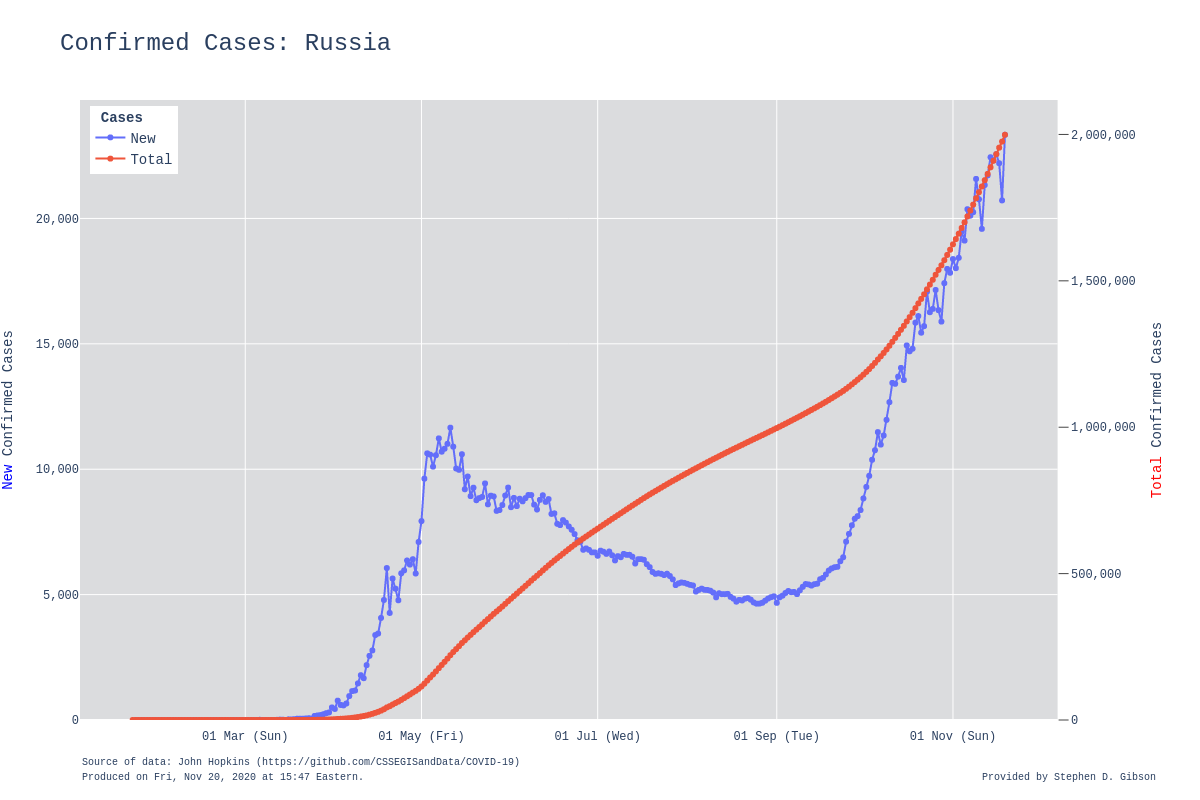 Confirmed Cases: Russia
Cases
New
Total
20,000
15,000
10,000
5,000
0
2,000,000
1,500,000
1,000,000
500,000
0
New Confirmed Cases
Total Confirmed Cases
01 Mar (Sun)
01 May (Fri)
01 Jul (Wed)
01 Sep (Tue)
01 Nov (Sun)
Source of data: John Hopkins (https://github.com/CSSEGISandData/COVID-19)
Produced on Fri, Nov 20, 2020 at 15:47 Eastern.
Provided by Stephen D. Gibson